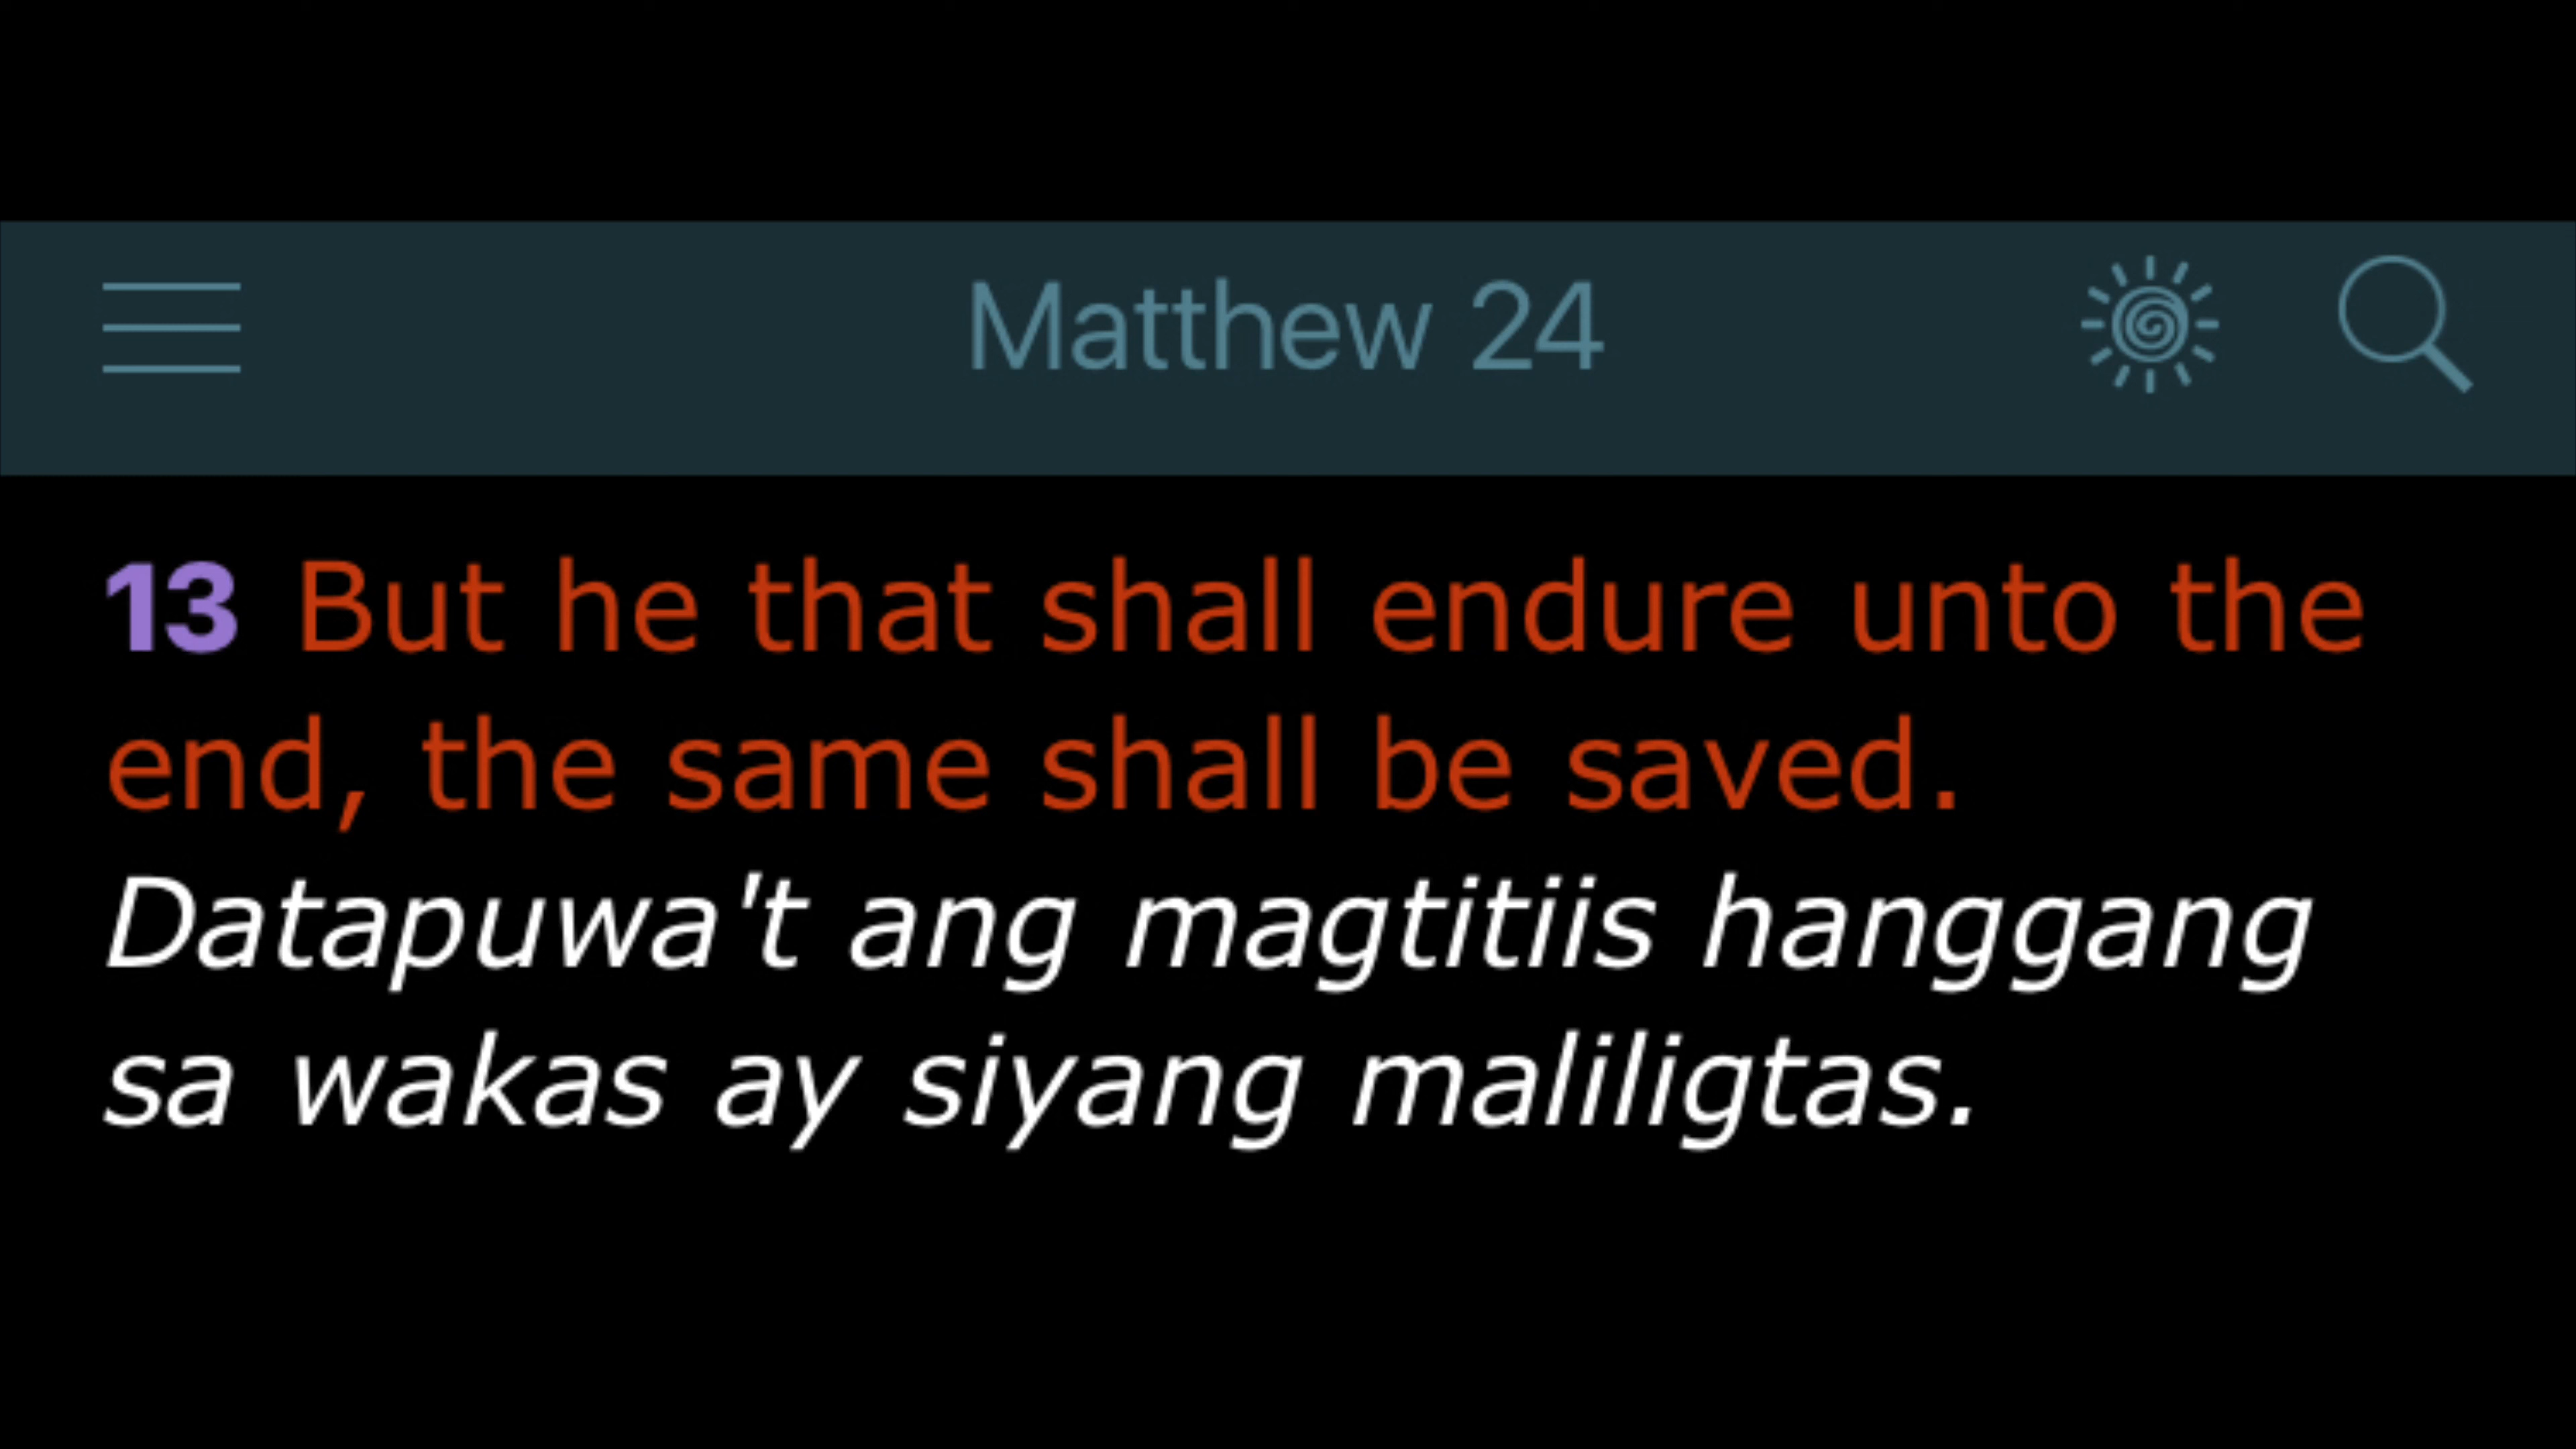 Matthew 24
13 But he that shall endure unto the
end, the same shall be saved.
Datapuwa't ang magtitiis hanggang
sa wakas ay siyang maliligtas.